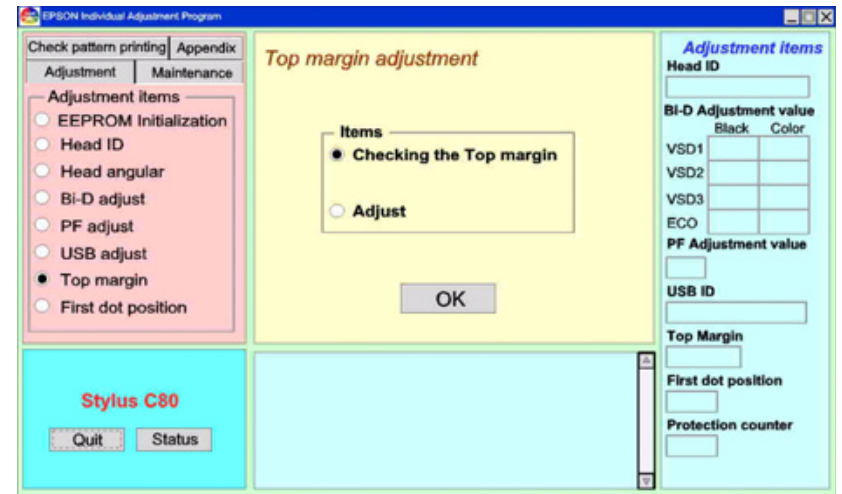 EPSON Individual Adjustment Program
Check pattern printing
Appendix
Adjustment
Maintenance
Adjustment items
EEPROM Initialization
Head ID
Head angular
Bi-D adjust
PF adjust
USB adjust
Top margin
First dot position
Stylus C80
Quit
Status
Top margin adjustment
Items
Checking the Top margin
Adjust
OK
Adjustment items
Head ID
BI-D Adjustment value
Black Color
VSD1
VSD2
VSD3
ECO
PF Adjustment value
USB ID
Top Margin
First dot position
Protection counter